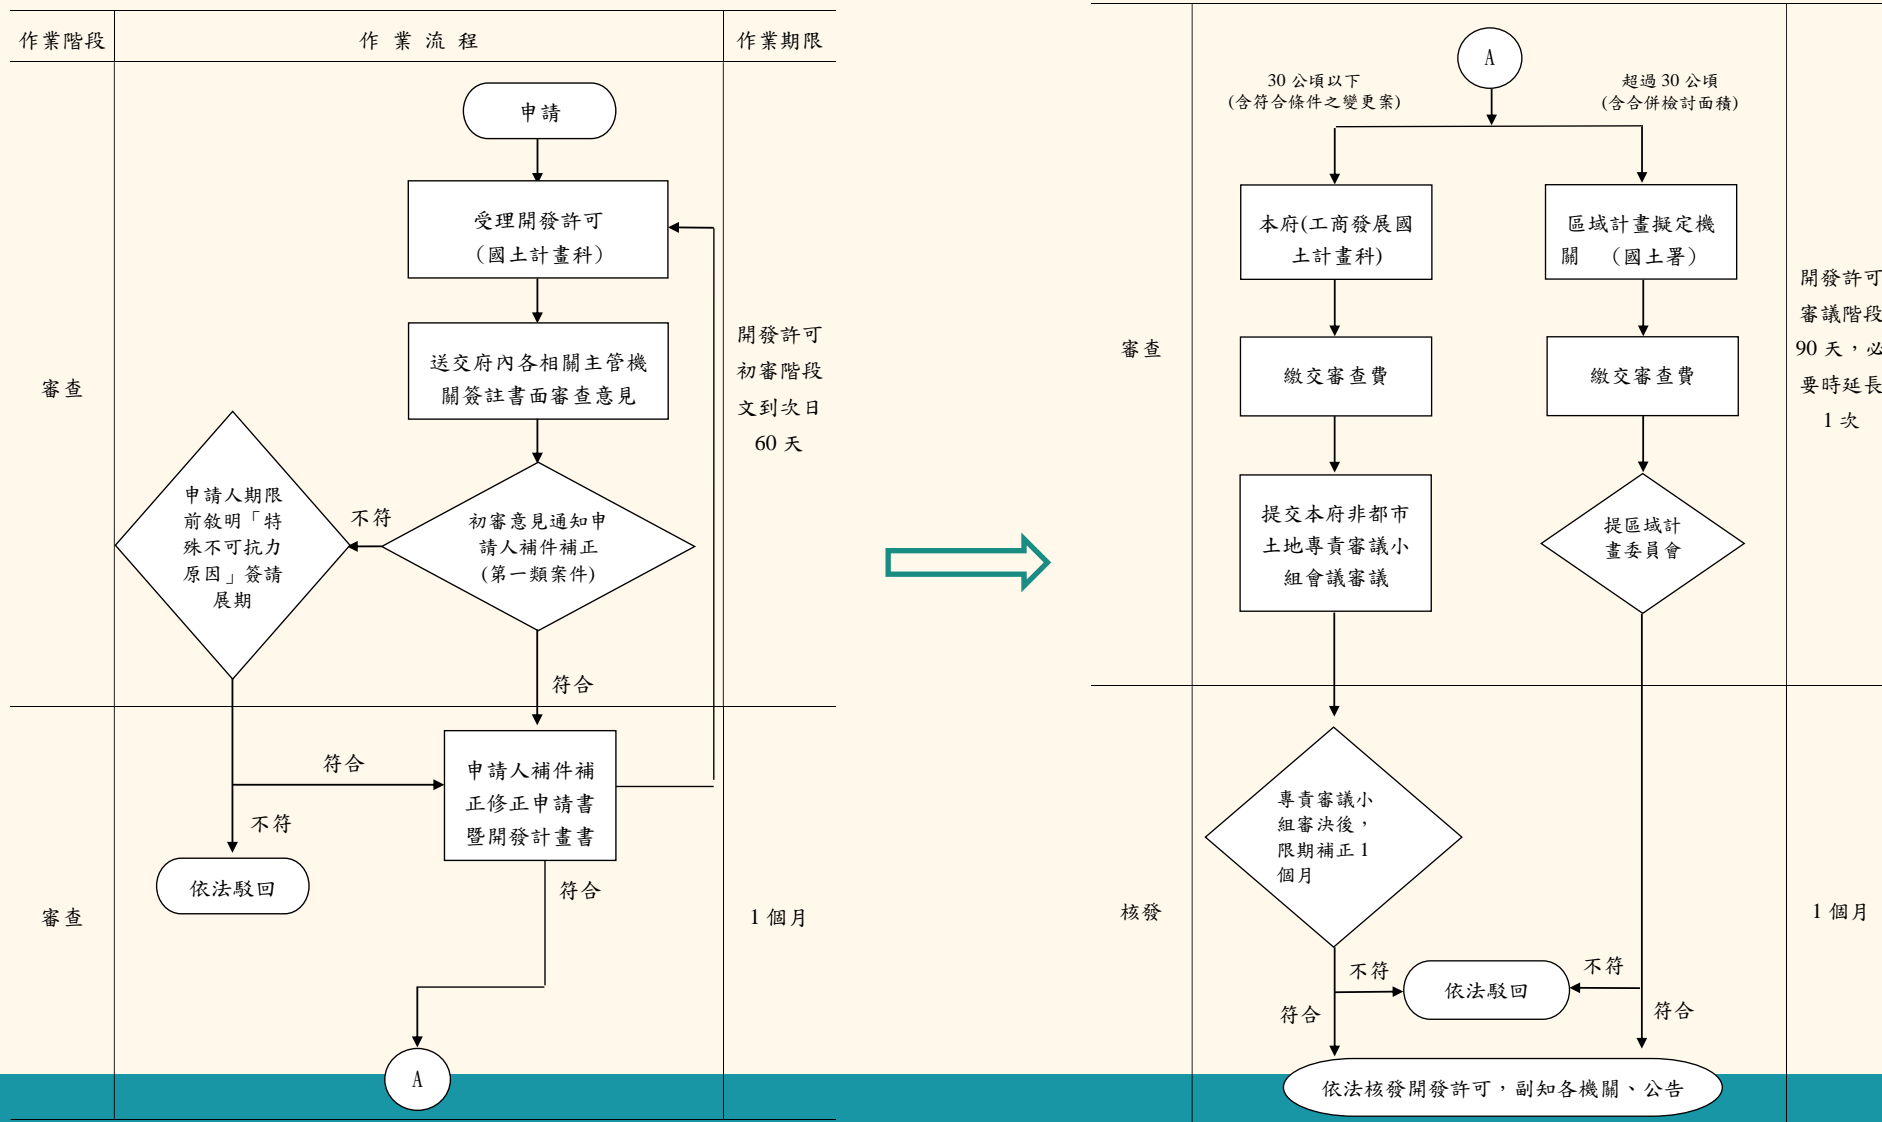 作業階段
作 業 流 程
作業期限
申請
受理開發許可
（國土計畫科）
送交府內各相關主管機
關簽註書面審查意見
審查
開發許可
初審階段
文到次日
60 天
初審意見通知申
請人補件補正
(第一類案件)
不符
申請人期限
前敘明「特
殊不可抗力
原因」簽請
展期
符合
符合
申請人補件補
正修正申請書
暨開發計畫書
不符
依法駁回
符合
審查
1 個月
A
A
30 公頃以下
(含符合條件之變更案)
超過 30 公頃
(含合併檢討面積)
本府(工商發展國
土計畫科)
區域計畫擬定機
關 （國土署）
繳交審查費
繳交審查費
審查
開發許可
審議階段
90 天，必
要時延長
1 次
提交本府非都市
土地專責審議小
組會議審議
提區域計
畫委員會
專責審議小
組審決後，
限期補正 1
個月
核發
1 個月
不符
依法駁回
不符
符合
符合
依法核發開發許可，副知各機關、公告